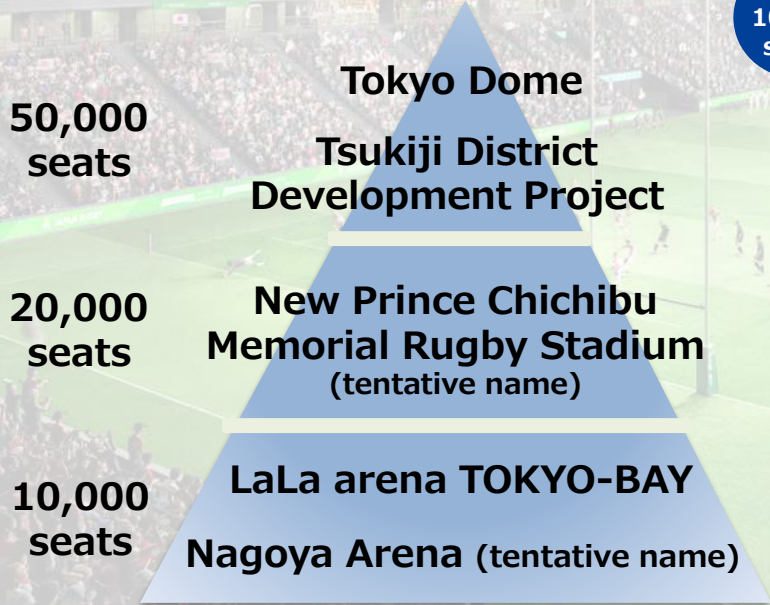 50,000
seats
Tokyo Dome
Tsukiji District
Development Project
20,000
seats
New Prince Chichibu
Memorial Rugby Stadium
(tentative name)
10,000
seats
LaLa arena TOKYO-BAY
Nagoya Arena (tentative name)